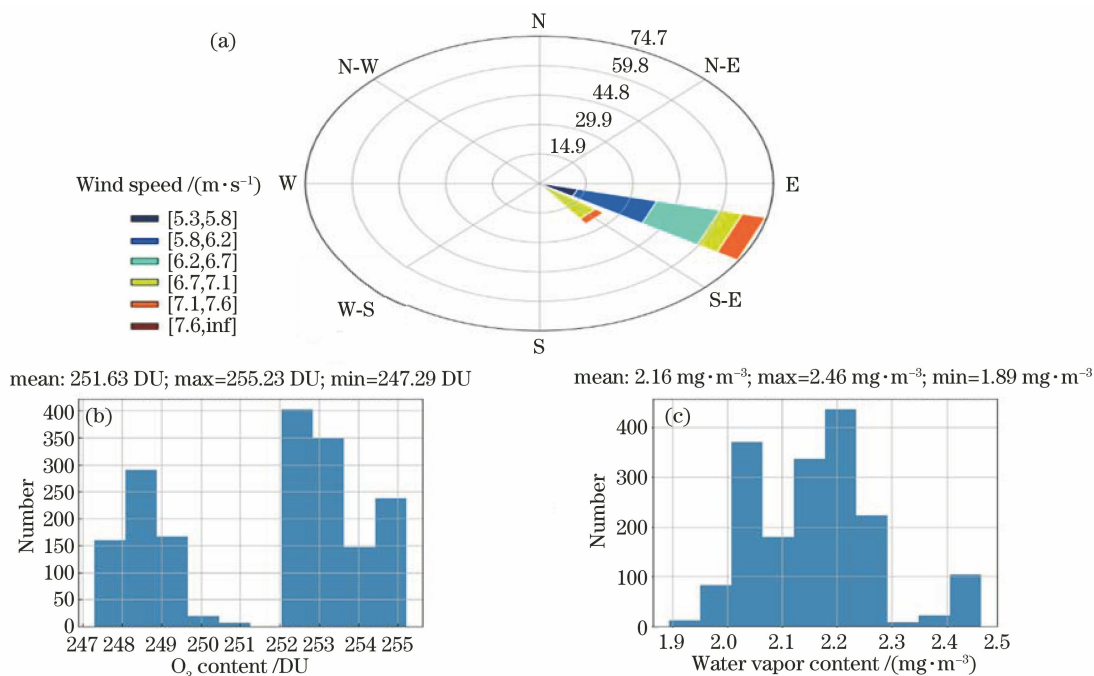 (a)
N
74.7
59.8
44.8
29.9
14.9
N-W
N-E
W
E
W-S
S-E
S
Wind speed /(m·s⁻¹)
[5.3,5.8]
[5.8,6.2]
[6.2,6.7]
[6.7,7.1]
[7.1,7.6]
[7.6,inf]
mean: 251.63 DU; max=255.23 DU; min=247.29 DU
(b)
Number
400
350
300
250
200
150
100
50
0
247 248 249 250 251 252 253 254 255
O₃ content /DU
mean: 2.16 mg·m⁻³; max=2.46 mg·m⁻³; min=1.89 mg·m⁻³
(c)
Number
400
300
200
100
0
1.9 2.0 2.1 2.2 2.3 2.4 2.5
Water vapor content /(mg·m⁻³)